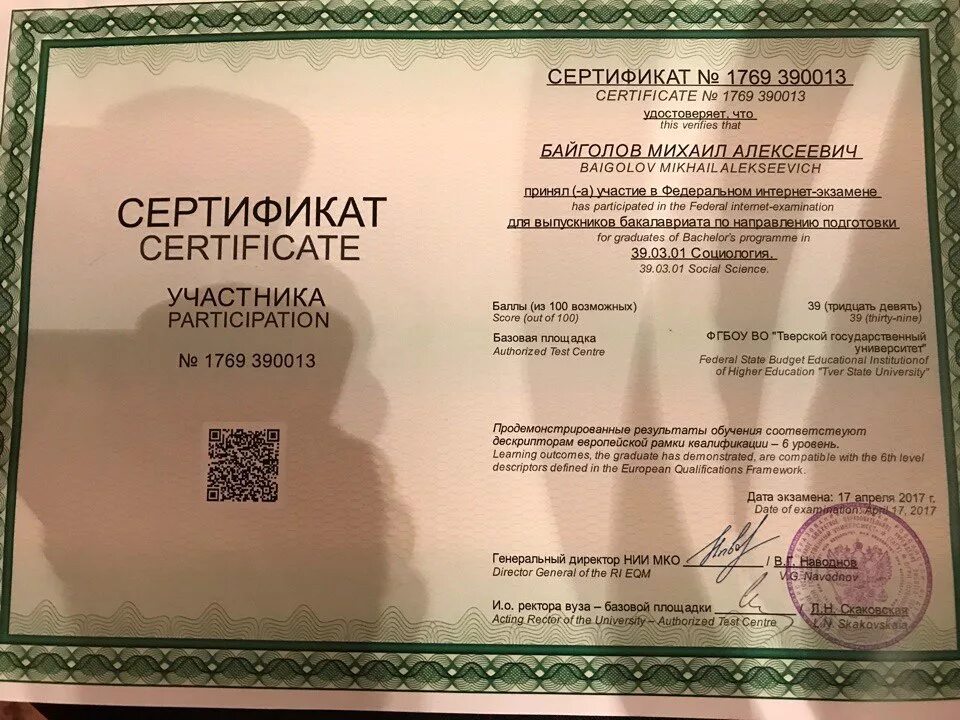 СЕРТИФИКАТ
CERTIFICATE
УЧАСТНИКА
PARTICIPATION
№ 1769 390013
СЕРТИФИКАТ № 1769 390013
CERTIFICATE № 1769 390013
удостоверяет, что
this verifies that
БАЙГОЛОВ МИХАИЛ АЛЕКСЕЕВИЧ
BAIGOLOV MIKHAIL ALEKSEEVICH
принял (-а) участие в Федеральном интернет-экзамене
has participated in the Federal internet-examination
для выпускников бакалавриата по направлению подготовки
for graduates of Bachelor's programme in
39.03.01 Социология.
39.03.01 Social Science.
Баллы (из 100 возможных) 39 (тридцать девять)
Score (out of 100) 39 (thirty-nine)
Базовая площадка ФГБОУ ВО "Тверской государственный
университет"
Authorized Test Centre Federal State Budget Educational Institutionof
of Higher Education "Tver State University"
Продемонстрированные результаты обучения соответствуют
дескрипторам европейской рамки квалификации – 6 уровень.
Learning outcomes, the graduate has demonstrated, are compatible with the 6th level
descriptors defined in the European Qualifications Framework.
Дата экзамена: 17 апреля 2017 г.
Date of examination: April 17, 2017
Генеральный директор НИИ МКО / В.Г. Наводнов
Director General of the RI EQM V.G. Navodnov
И.о. ректора вуза – базовой площадки / Л.Н. Скаковская
Acting Rector of the University – Authorized Test Centre L.N. Skakovskaia